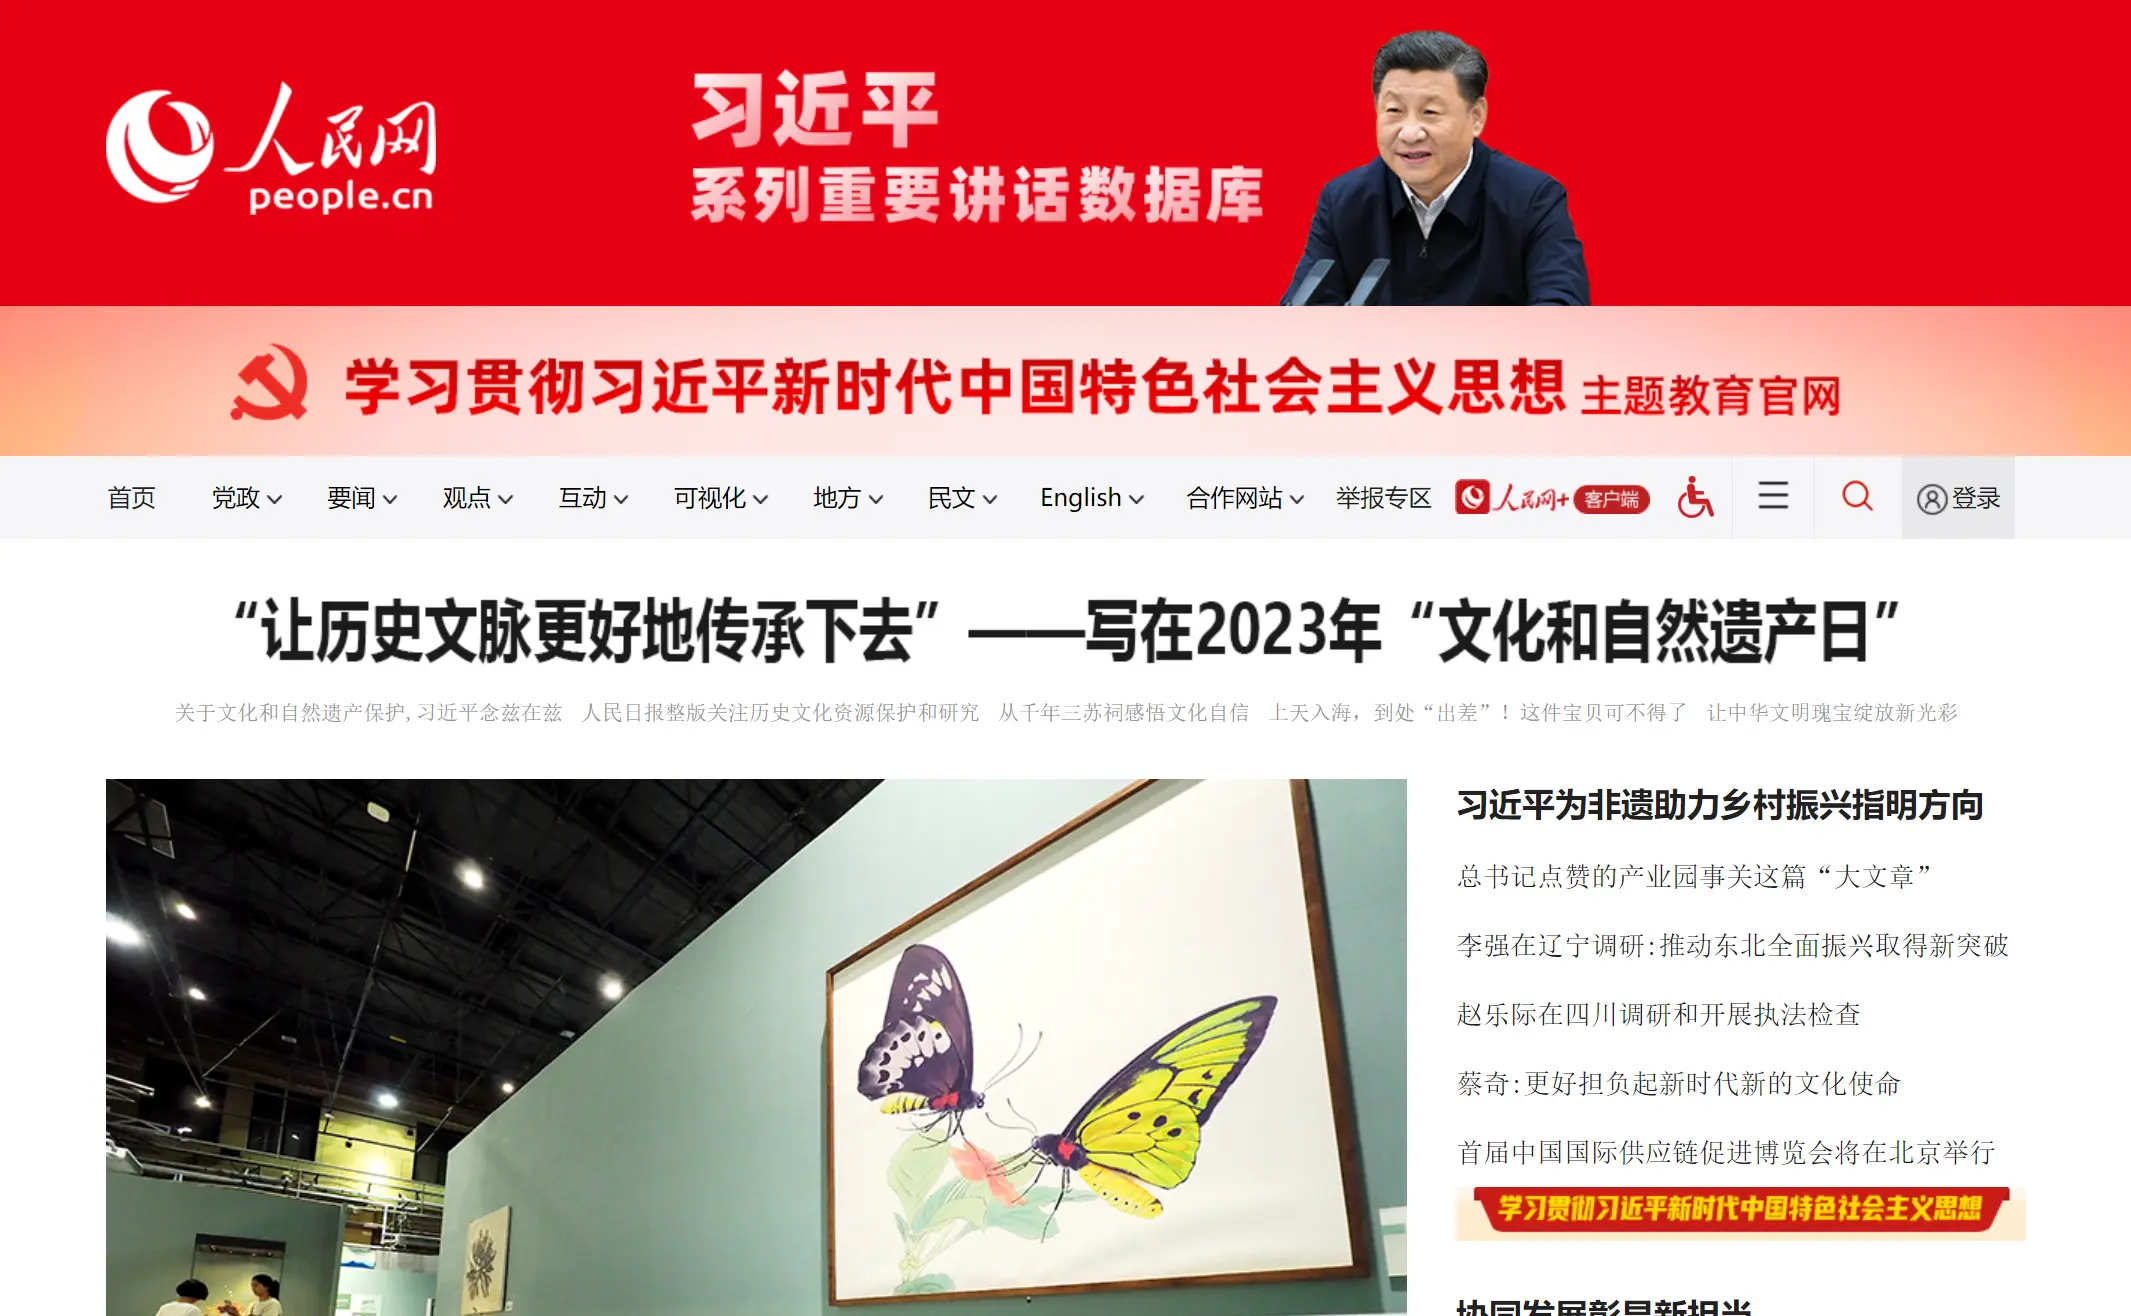 人民网
people.cn
习近平
系列重要讲话数据库
学习贯彻习近平新时代中国特色社会主义思想 主题教育官网
首页 党政 要闻 观点 互动 可视化 地方 民文 English 合作网站 举报专区 人民网+ 客户端 登录
“让历史文脉更好地传承下去”——写在2023年“文化和自然遗产日”
关于文化和自然遗产保护,习近平念兹在兹 人民日报整版关注历史文化资源保护和研究 从千年三苏祠感悟文化自信 上天入海，到处“出差”！这件宝贝可不得了 让中华文明瑰宝绽放新光彩
习近平为非遗助力乡村振兴指明方向
总书记点赞的产业园事关这篇“大文章”
李强在辽宁调研:推动东北全面振兴取得新突破
赵乐际在四川调研和开展执法检查
蔡奇:更好担负起新时代新的文化使命
首届中国国际供应链促进博览会将在北京举行
学习贯彻习近平新时代中国特色社会主义思想
协同发展彰显新担当